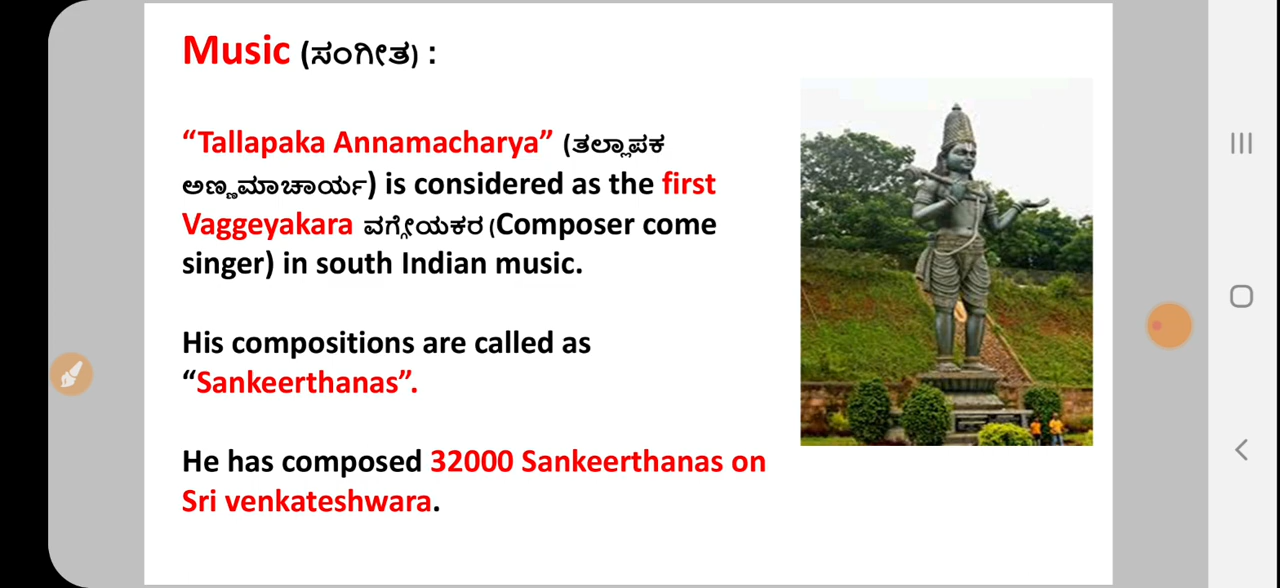 Music (ಸಂಗೀತ) :
“Tallapaka Annamacharya” (ತಲ್ಲಾಪಕ
ಅಣ್ಣಮಾಚಾರ್ಯ) is considered as the first
Vaggeyakara ವಗ್ಗೇಯಕರ (Composer come
singer) in south Indian music.
His compositions are called as
“Sankeerthanas”.
He has composed 32000 Sankeerthanas on
Sri venkateshwara.